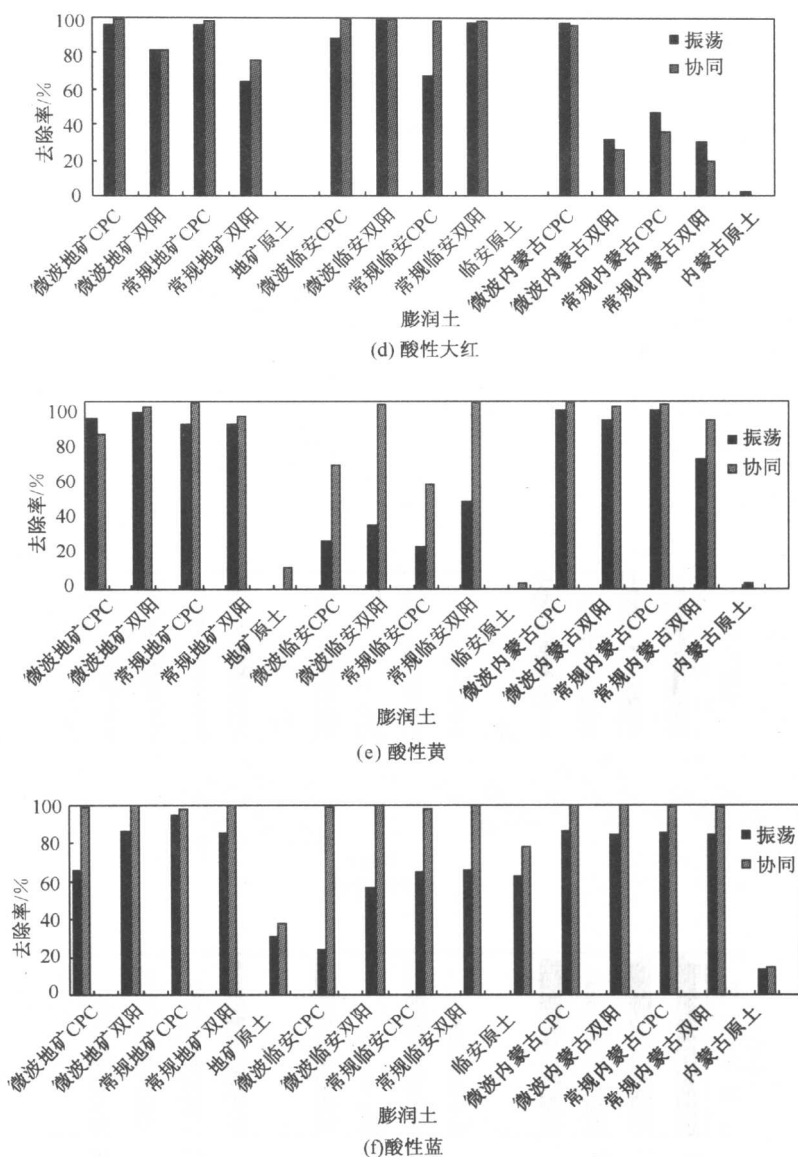 100
80
60
40
20
0
去除率/%
振荡
协同
微波地矿CPC
微波地矿双阳
常规地矿CPC
常规地矿双阳
地矿原土
微波临安CPC
微波临安双阳
常规临安CPC
常规临安双阳
临安原土
微波内蒙古CPC
微波内蒙古双阳
常规内蒙古CPC
常规内蒙古双阳
内蒙古原土
膨润土
(d) 酸性大红
100
80
60
40
20
0
去除率/%
振荡
协同
微波地矿CPC
微波地矿双阳
常规地矿CPC
常规地矿双阳
地矿原土
微波临安CPC
微波临安双阳
常规临安CPC
常规临安双阳
临安原土
微波内蒙古CPC
微波内蒙古双阳
常规内蒙古CPC
常规内蒙古双阳
内蒙古原土
膨润土
(e) 酸性黄
100
80
60
40
20
0
去除率/%
振荡
协同
微波地矿CPC
微波地矿双阳
常规地矿CPC
常规地矿双阳
地矿原土
微波临安CPC
微波临安双阳
常规临安CPC
常规临安双阳
临安原土
微波内蒙古CPC
微波内蒙古双阳
常规内蒙古CPC
常规内蒙古双阳
内蒙古原土
膨润土
(f)酸性蓝